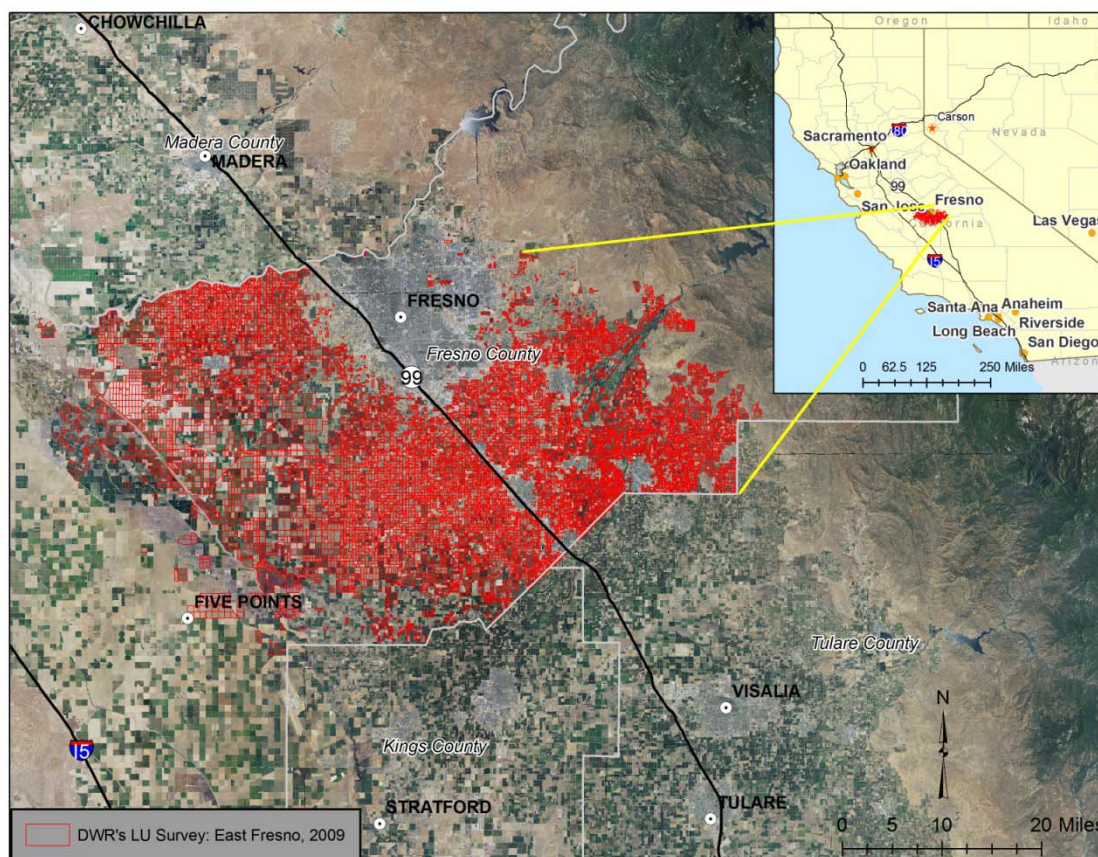 CHOWCHILLA
Madera County
MADERA
FRESNO
Fresno County
99
FIVE POINTS
Tulare County
VISALIA
Kings County
15
STRATFORD
TULARE
N
0 5 10 20 Miles
DWR's LU Survey: East Fresno, 2009
Oregon
Idaho
80
Carson
Sacramento
Nevada
Oakland
99
San Jose
Fresno
California
Las Vegas
15
Santa Ana
Anaheim
Long Beach
Riverside
San Diego
Arizon
0 62.5 125 250 Miles